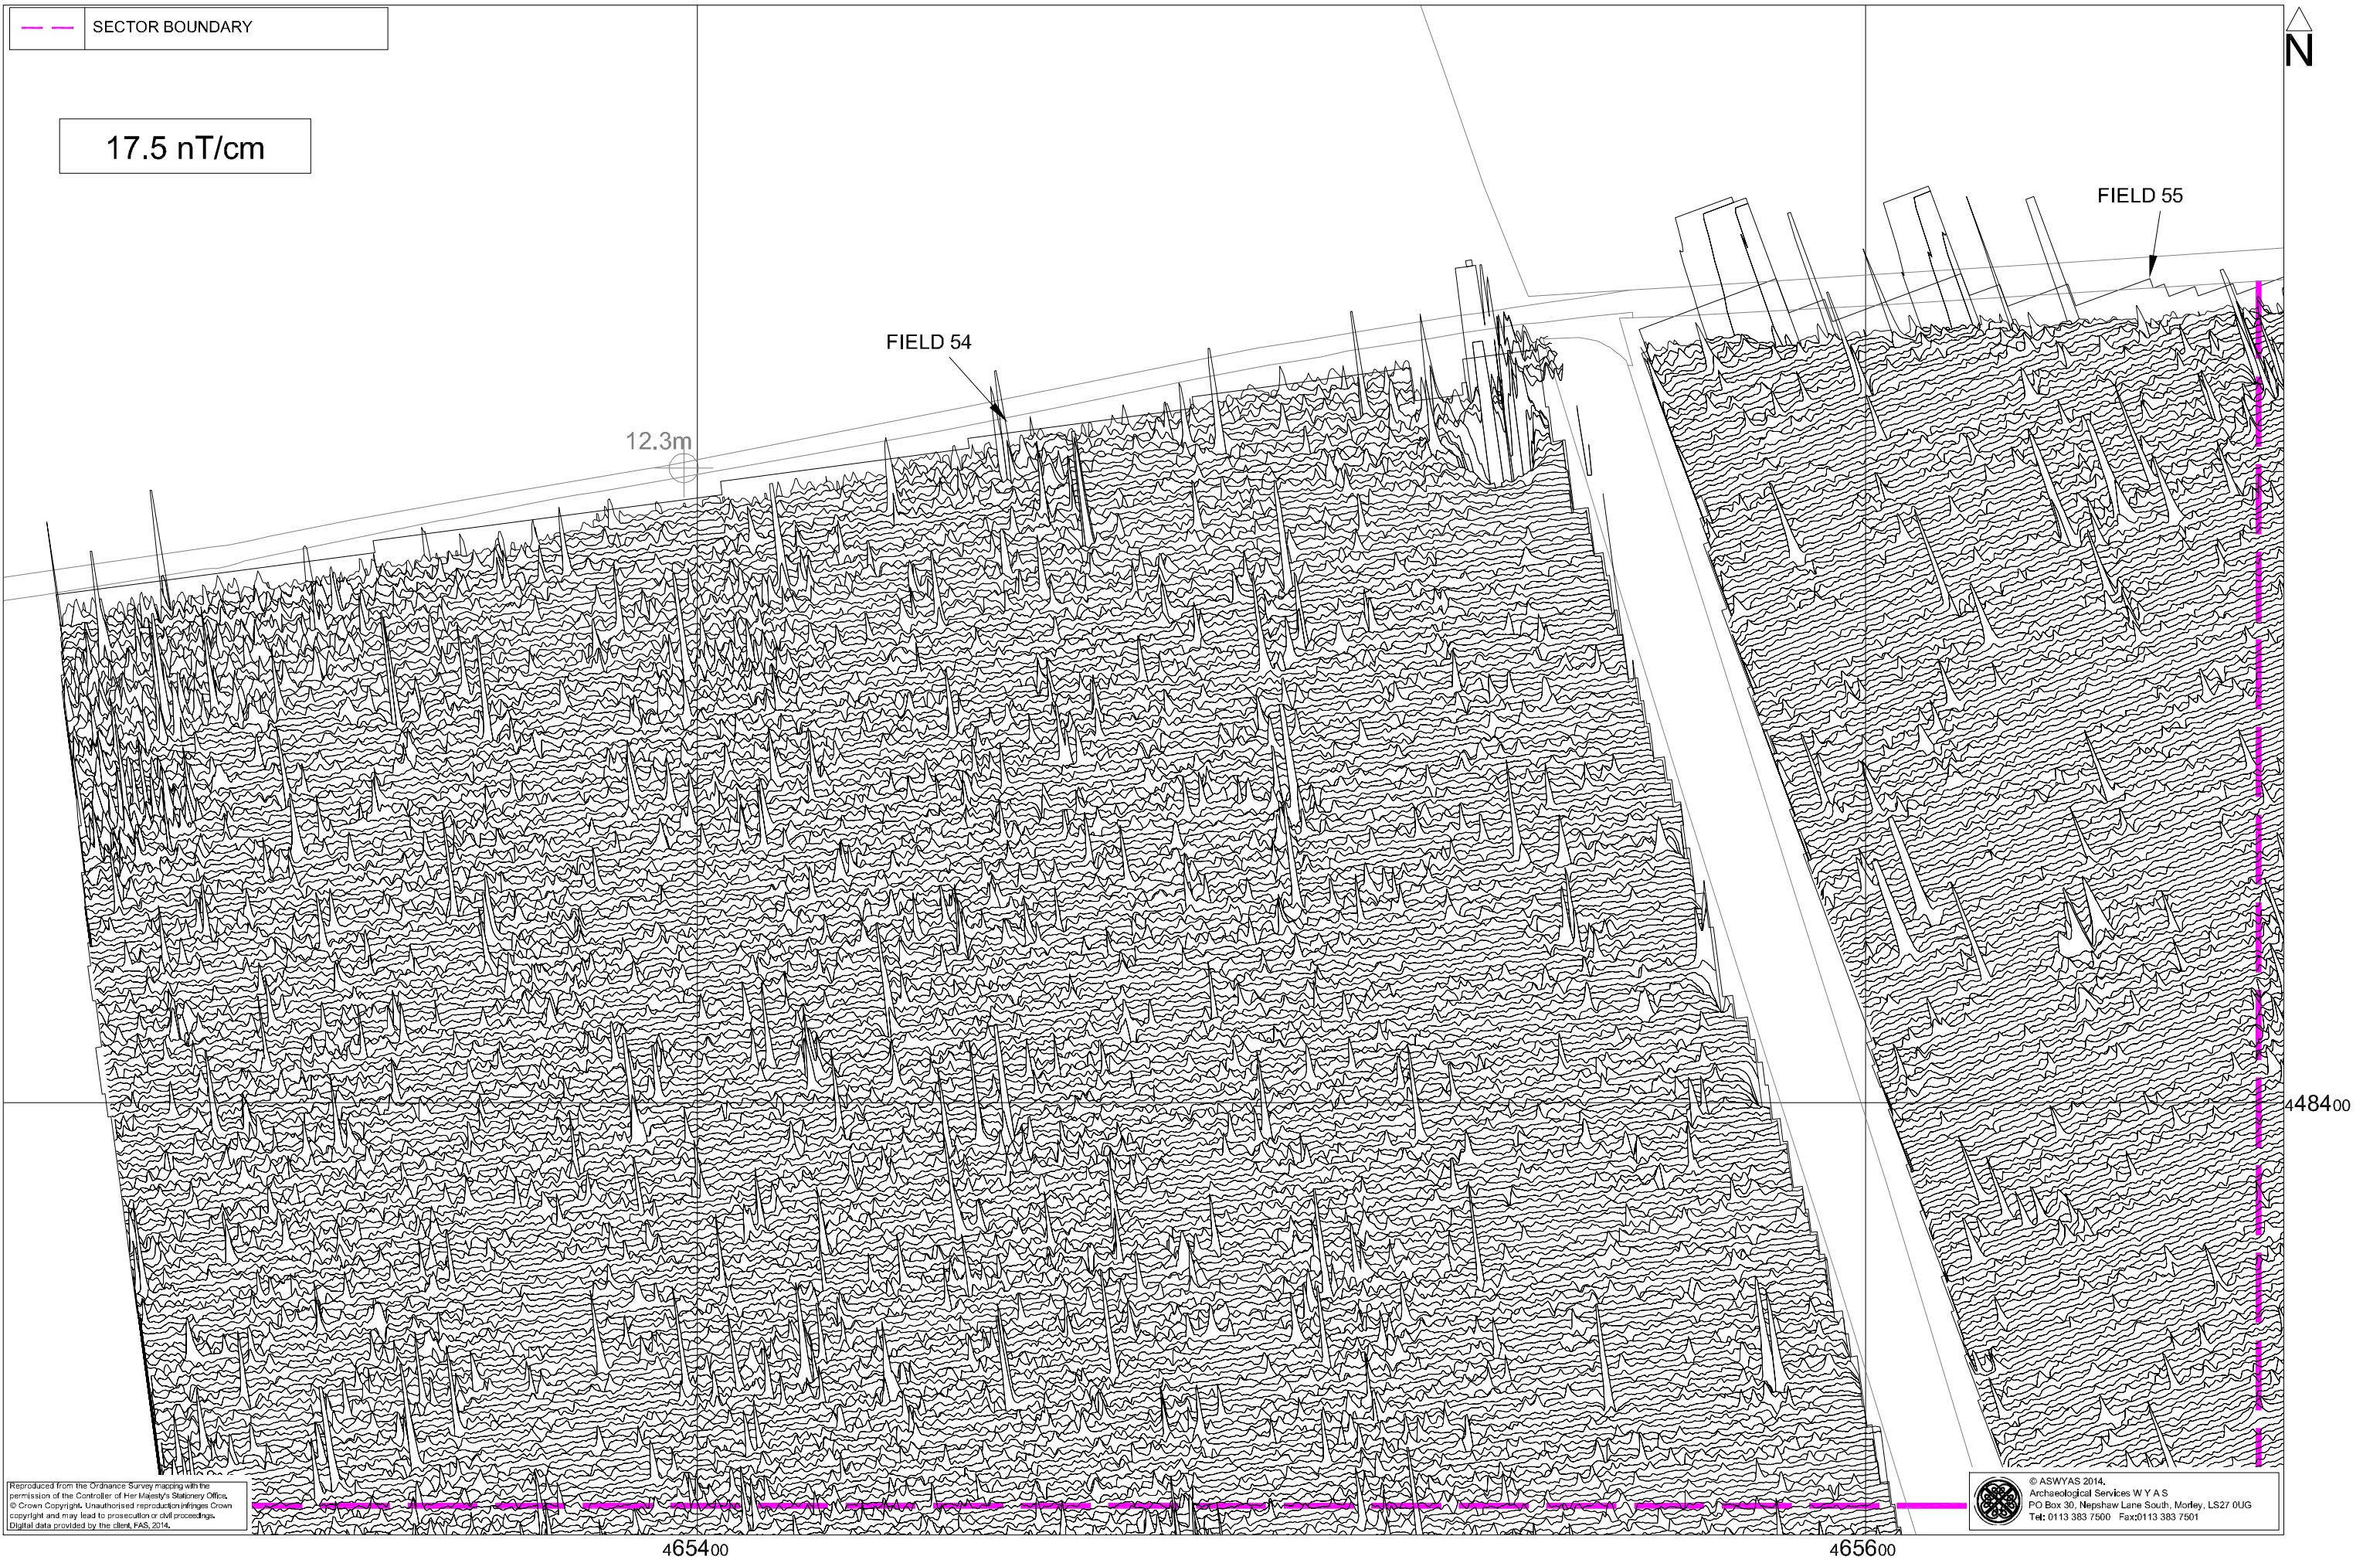 SECTOR BOUNDARY
N
17.5 nT/cm
FIELD 55
FIELD 54
12.3m
448400
Reproduced from the Ordnance Survey mapping with the
permission of the Controller of Her Majesty's Stationery Office.
© Crown Copyright. Unauthorised reproduction infringes Crown
copyright and may lead to prosecution or civil proceedings.
Digital data provided by the client, FAS, 2014.
© ASWYAS 2014.
Archaeological Services W Y A S
PO Box 30, Nepshaw Lane South, Morley, LS27 0UG
Tel: 0113 383 7500 Fax:0113 383 7501
465400
465600